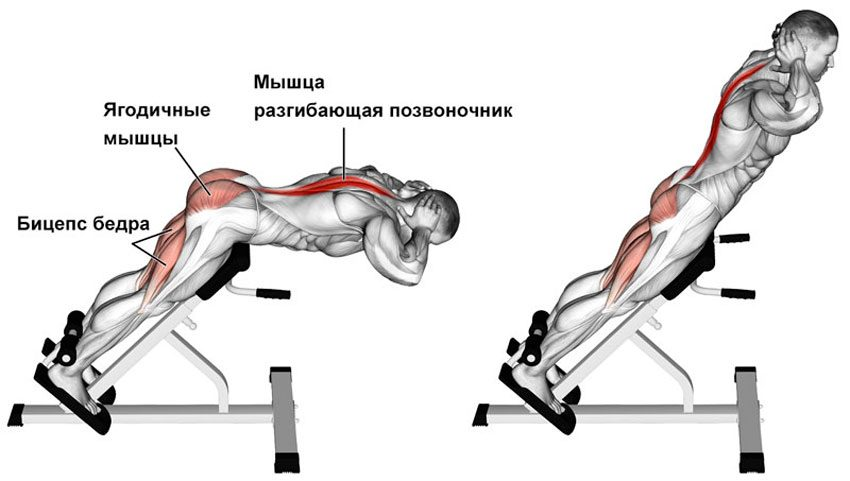 Мышца
разгибающая позвоночник
Ягодичные
мышцы
Бицепс бедра